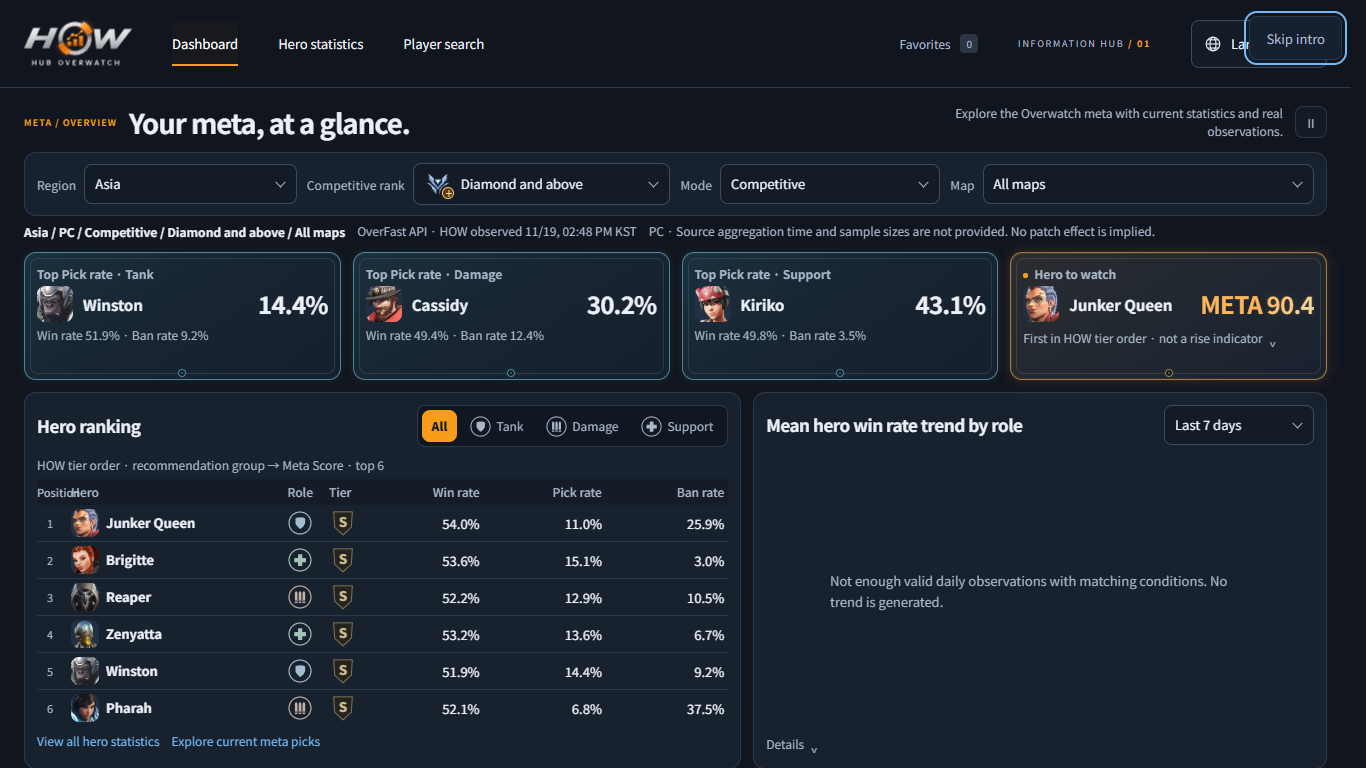 HOW
HUB OVERWATCH
Dashboard
Hero statistics
Player search
Favorites 0
INFORMATION HUB / 01
Skip intro
META / OVERVIEW
Your meta, at a glance.
Explore the Overwatch meta with current statistics and real
observations.
Region Asia
Competitive rank Diamond and above
Mode Competitive
Map All maps
Asia / PC / Competitive / Diamond and above / All maps
OverFast API · HOW observed 11/19, 02:48 PM KST
PC · Source aggregation time and sample sizes are not provided. No patch effect is implied.
Top Pick rate · Tank
Winston 14.4%
Win rate 51.9% · Ban rate 9.2%
Top Pick rate · Damage
Cassidy 30.2%
Win rate 49.4% · Ban rate 12.4%
Top Pick rate · Support
Kiriko 43.1%
Win rate 49.8% · Ban rate 3.5%
Hero to watch
Junker Queen META 90.4
First in HOW tier order · not a rise indicator
Hero ranking
All Tank Damage Support
HOW tier order · recommendation group → Meta Score · top 6
Position Hero Role Tier Win rate Pick rate Ban rate
1 Junker Queen S 54.0% 11.0% 25.9%
2 Brigitte S 53.6% 15.1% 3.0%
3 Reaper S 52.2% 12.9% 10.5%
4 Zenyatta S 53.2% 13.6% 6.7%
5 Winston S 51.9% 14.4% 9.2%
6 Pharah S 52.1% 6.8% 37.5%
View all hero statistics Explore current meta picks
Mean hero win rate trend by role
Last 7 days
Not enough valid daily observations with matching conditions. No
trend is generated.
Details